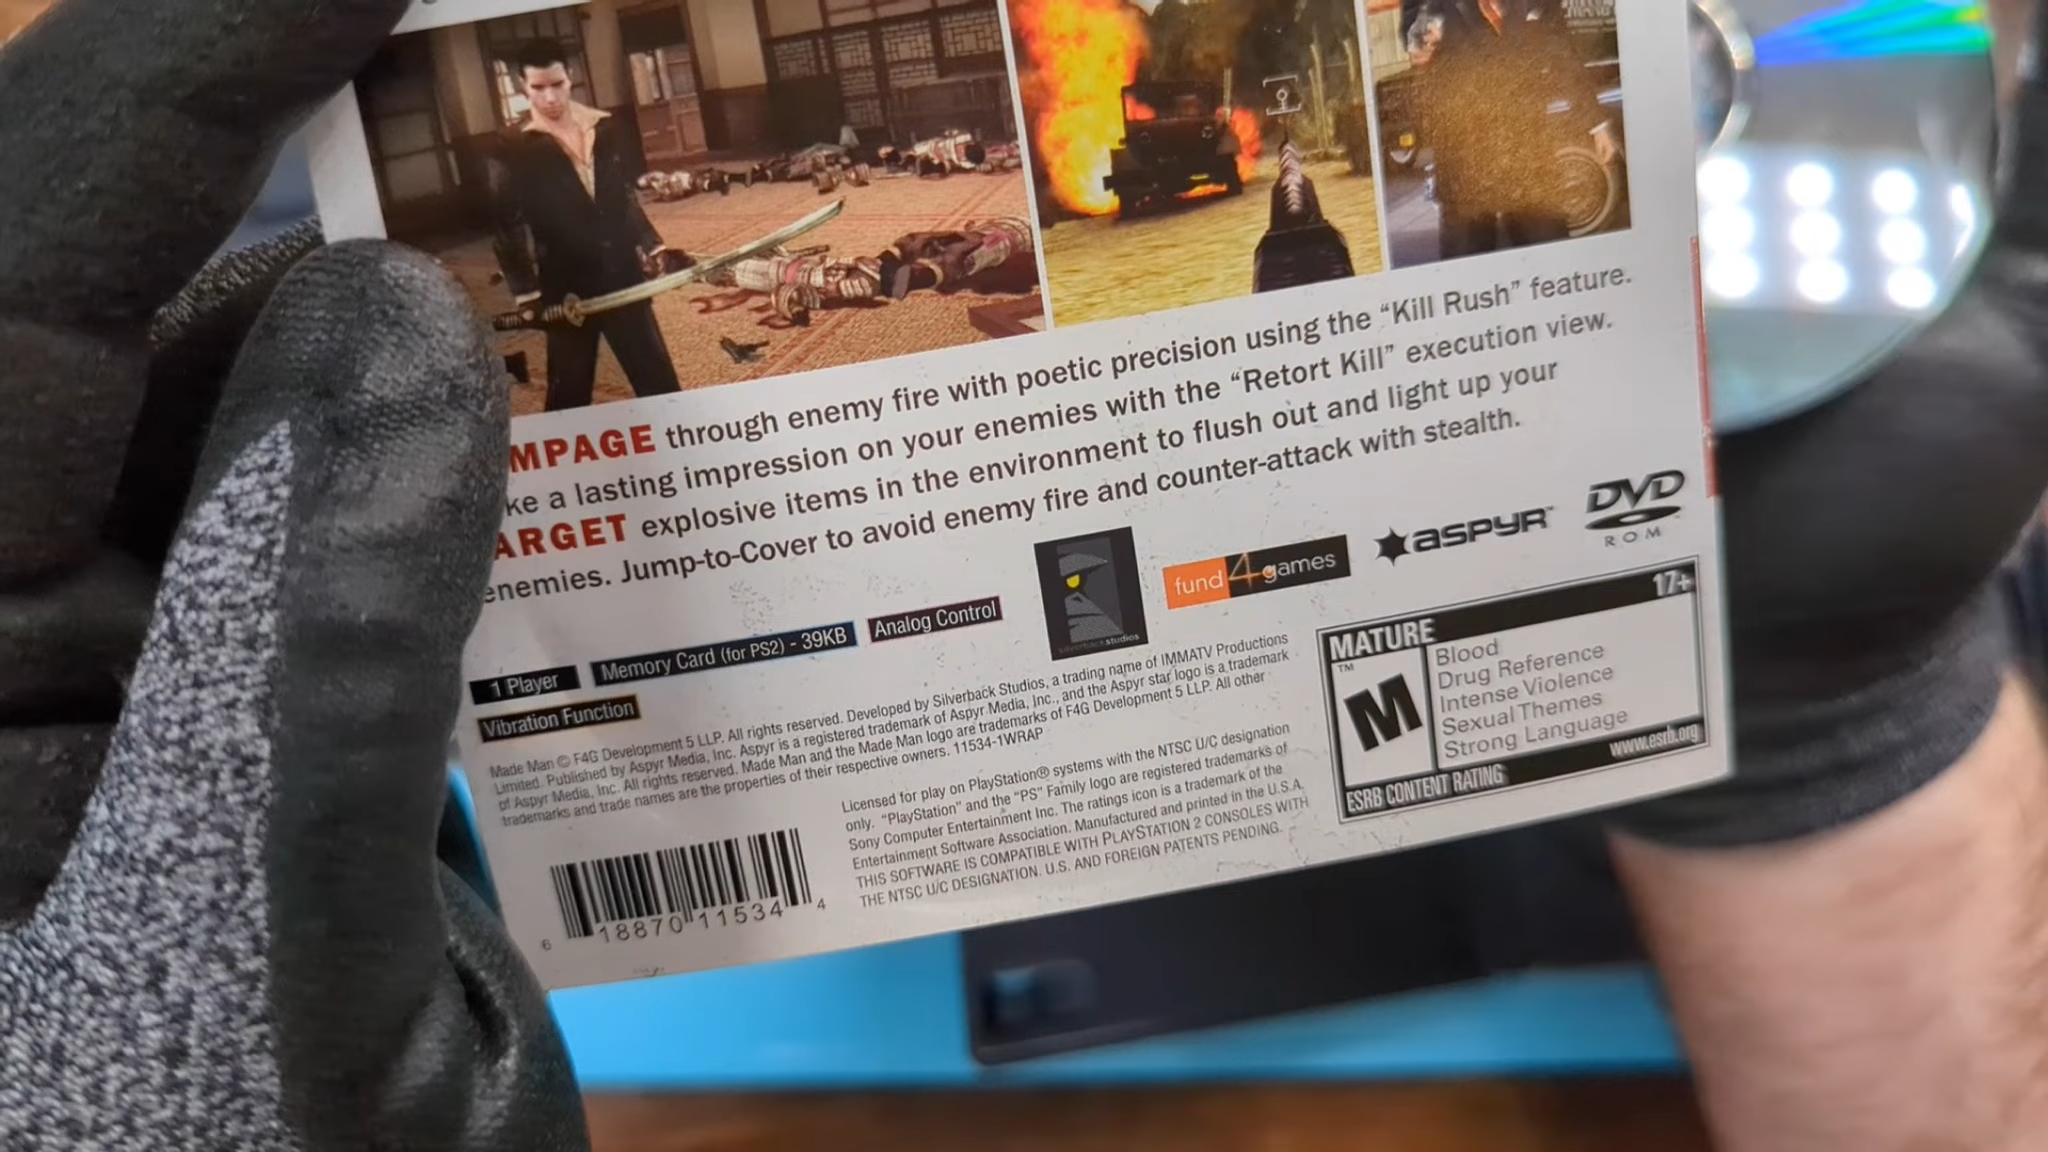 MPAGE through enemy fire with poetic precision using the “Kill Rush” feature.
ke a lasting impression on your enemies with the “Retort Kill” execution view.
ARGET explosive items in the environment to flush out and light up your
enemies. Jump-to-Cover to avoid enemy fire and counter-attack with stealth.
silverback studios
fund 4 games
ASPYR
DVD
ROM
1 Player
Memory Card (for PS2) - 39KB
Analog Control
Vibration Function
Made Man © F4G Development 5 LLP. All rights reserved. Developed by Silverback Studios, a trading name of IMMATV Productions
Limited. Published by Aspyr Media, Inc. Aspyr is a registered trademark of Aspyr Media, Inc., and the Aspyr star logo is a trademark
of Aspyr Media, Inc. All rights reserved. Made Man and the Made Man logo are trademarks of F4G Development 5 LLP. All other
trademarks and trade names are the properties of their respective owners. 11534-1WRAP
Licensed for play on PlayStation® systems with the NTSC U/C designation
only. “PlayStation” and the “PS” Family logo are registered trademarks of
Sony Computer Entertainment Inc. The ratings icon is a trademark of the
Entertainment Software Association. Manufactured and printed in the U.S.A.
THIS SOFTWARE IS COMPATIBLE WITH PLAYSTATION 2 CONSOLES WITH
THE NTSC U/C DESIGNATION. U.S. AND FOREIGN PATENTS PENDING.
6 18870 11534 4
MATURE 17+
TM
M
Blood
Drug Reference
Intense Violence
Sexual Themes
Strong Language
ESRB CONTENT RATING www.esrb.org